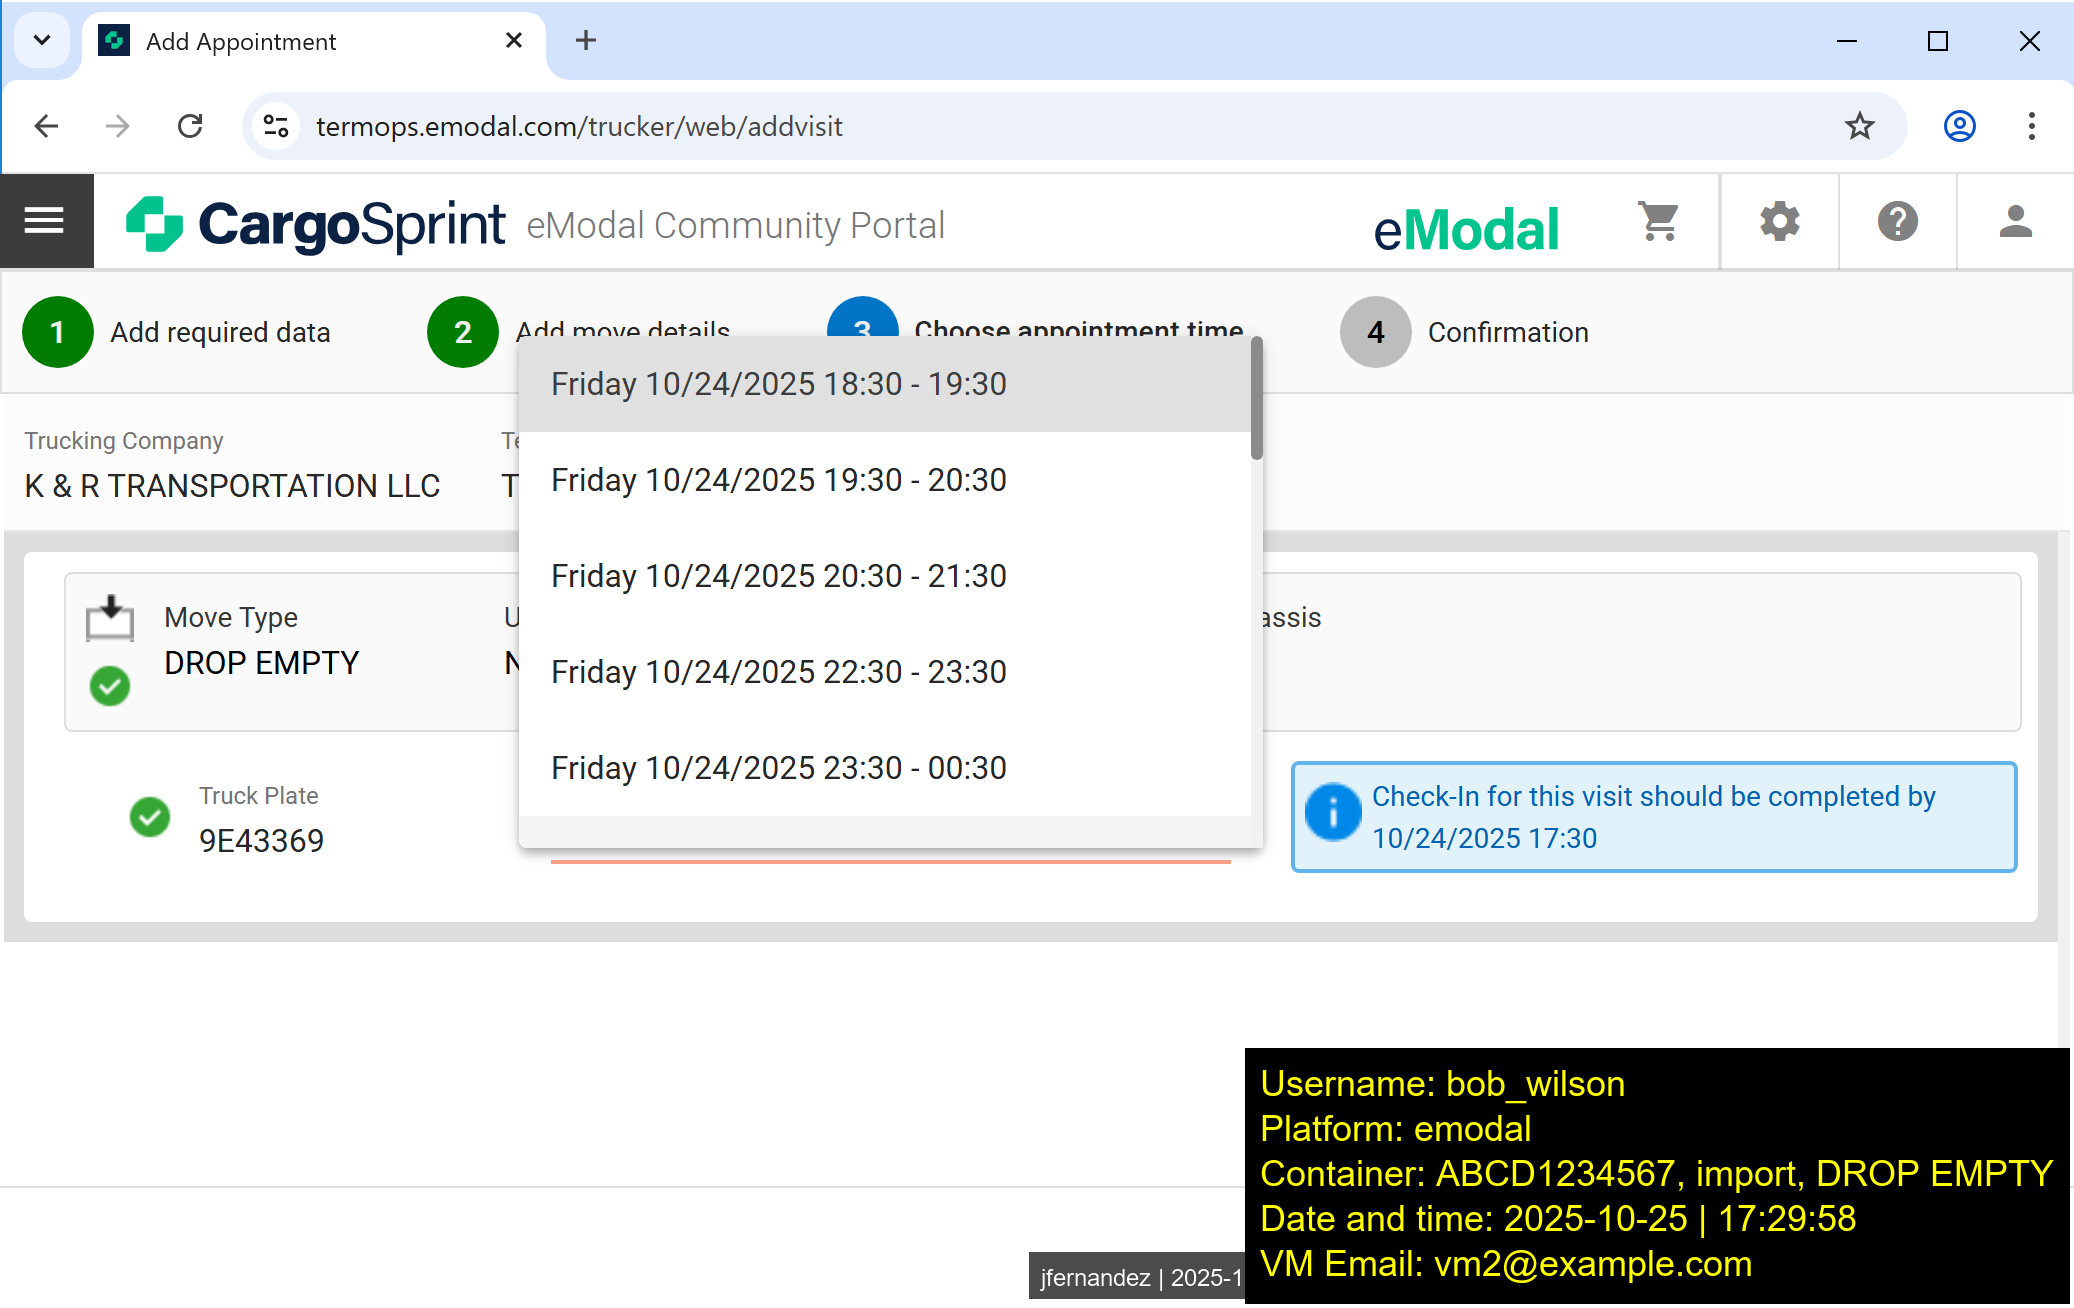 Add Appointment
termops.emodal.com/trucker/web/addvisit
CargoSprint eModal Community Portal
eModal
1 Add required data
2 Add move details
3 Choose appointment time
4 Confirmation
Friday 10/24/2025 18:30 - 19:30
Friday 10/24/2025 19:30 - 20:30
Friday 10/24/2025 20:30 - 21:30
Friday 10/24/2025 22:30 - 23:30
Friday 10/24/2025 23:30 - 00:30
Trucking Company
K & R TRANSPORTATION LLC
Move Type
DROP EMPTY
assis
Truck Plate
9E43369
Check-In for this visit should be completed by
10/24/2025 17:30
Username: bob_wilson
Platform: emodal
Container: ABCD1234567, import, DROP EMPTY
Date and time: 2025-10-25 | 17:29:58
VM Email: vm2@example.com
jfernandez | 2025-1